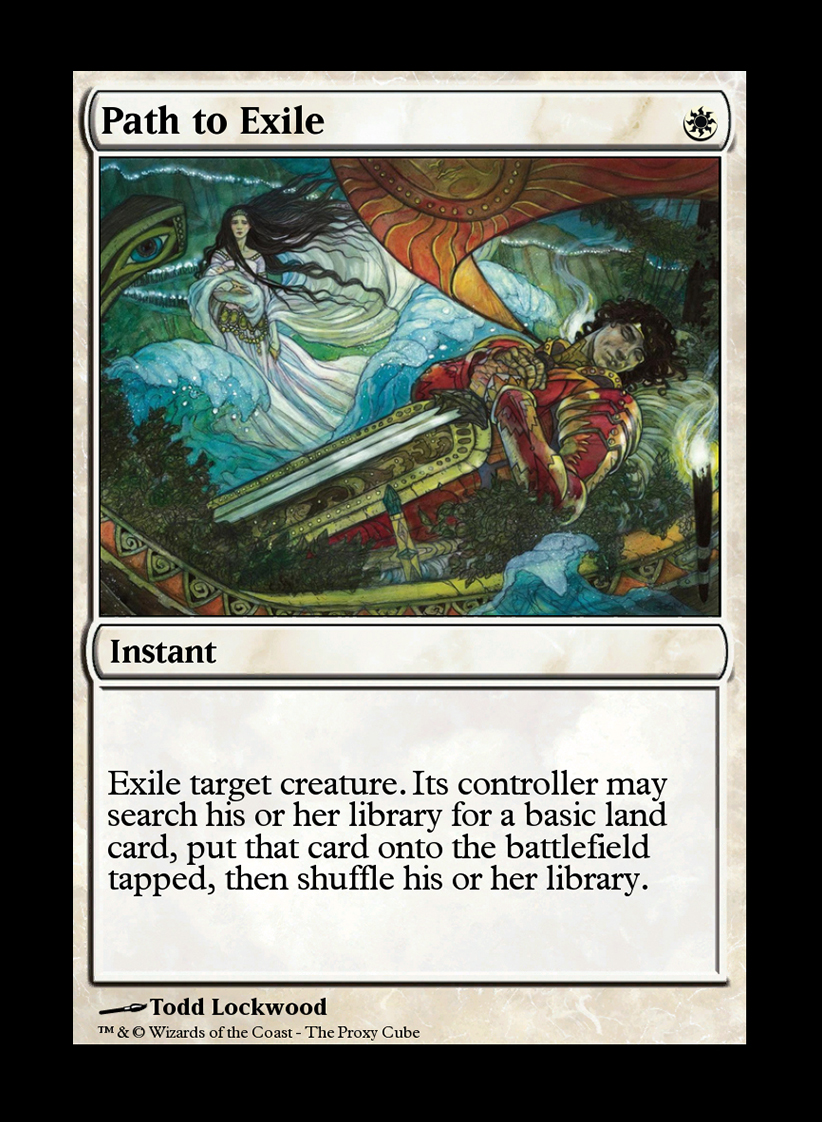 Path to Exile
Instant
Exile target creature. Its controller may
search his or her library for a basic land
card, put that card onto the battlefield
tapped, then shuffle his or her library.
Todd Lockwood
™ & © Wizards of the Coast - The Proxy Cube